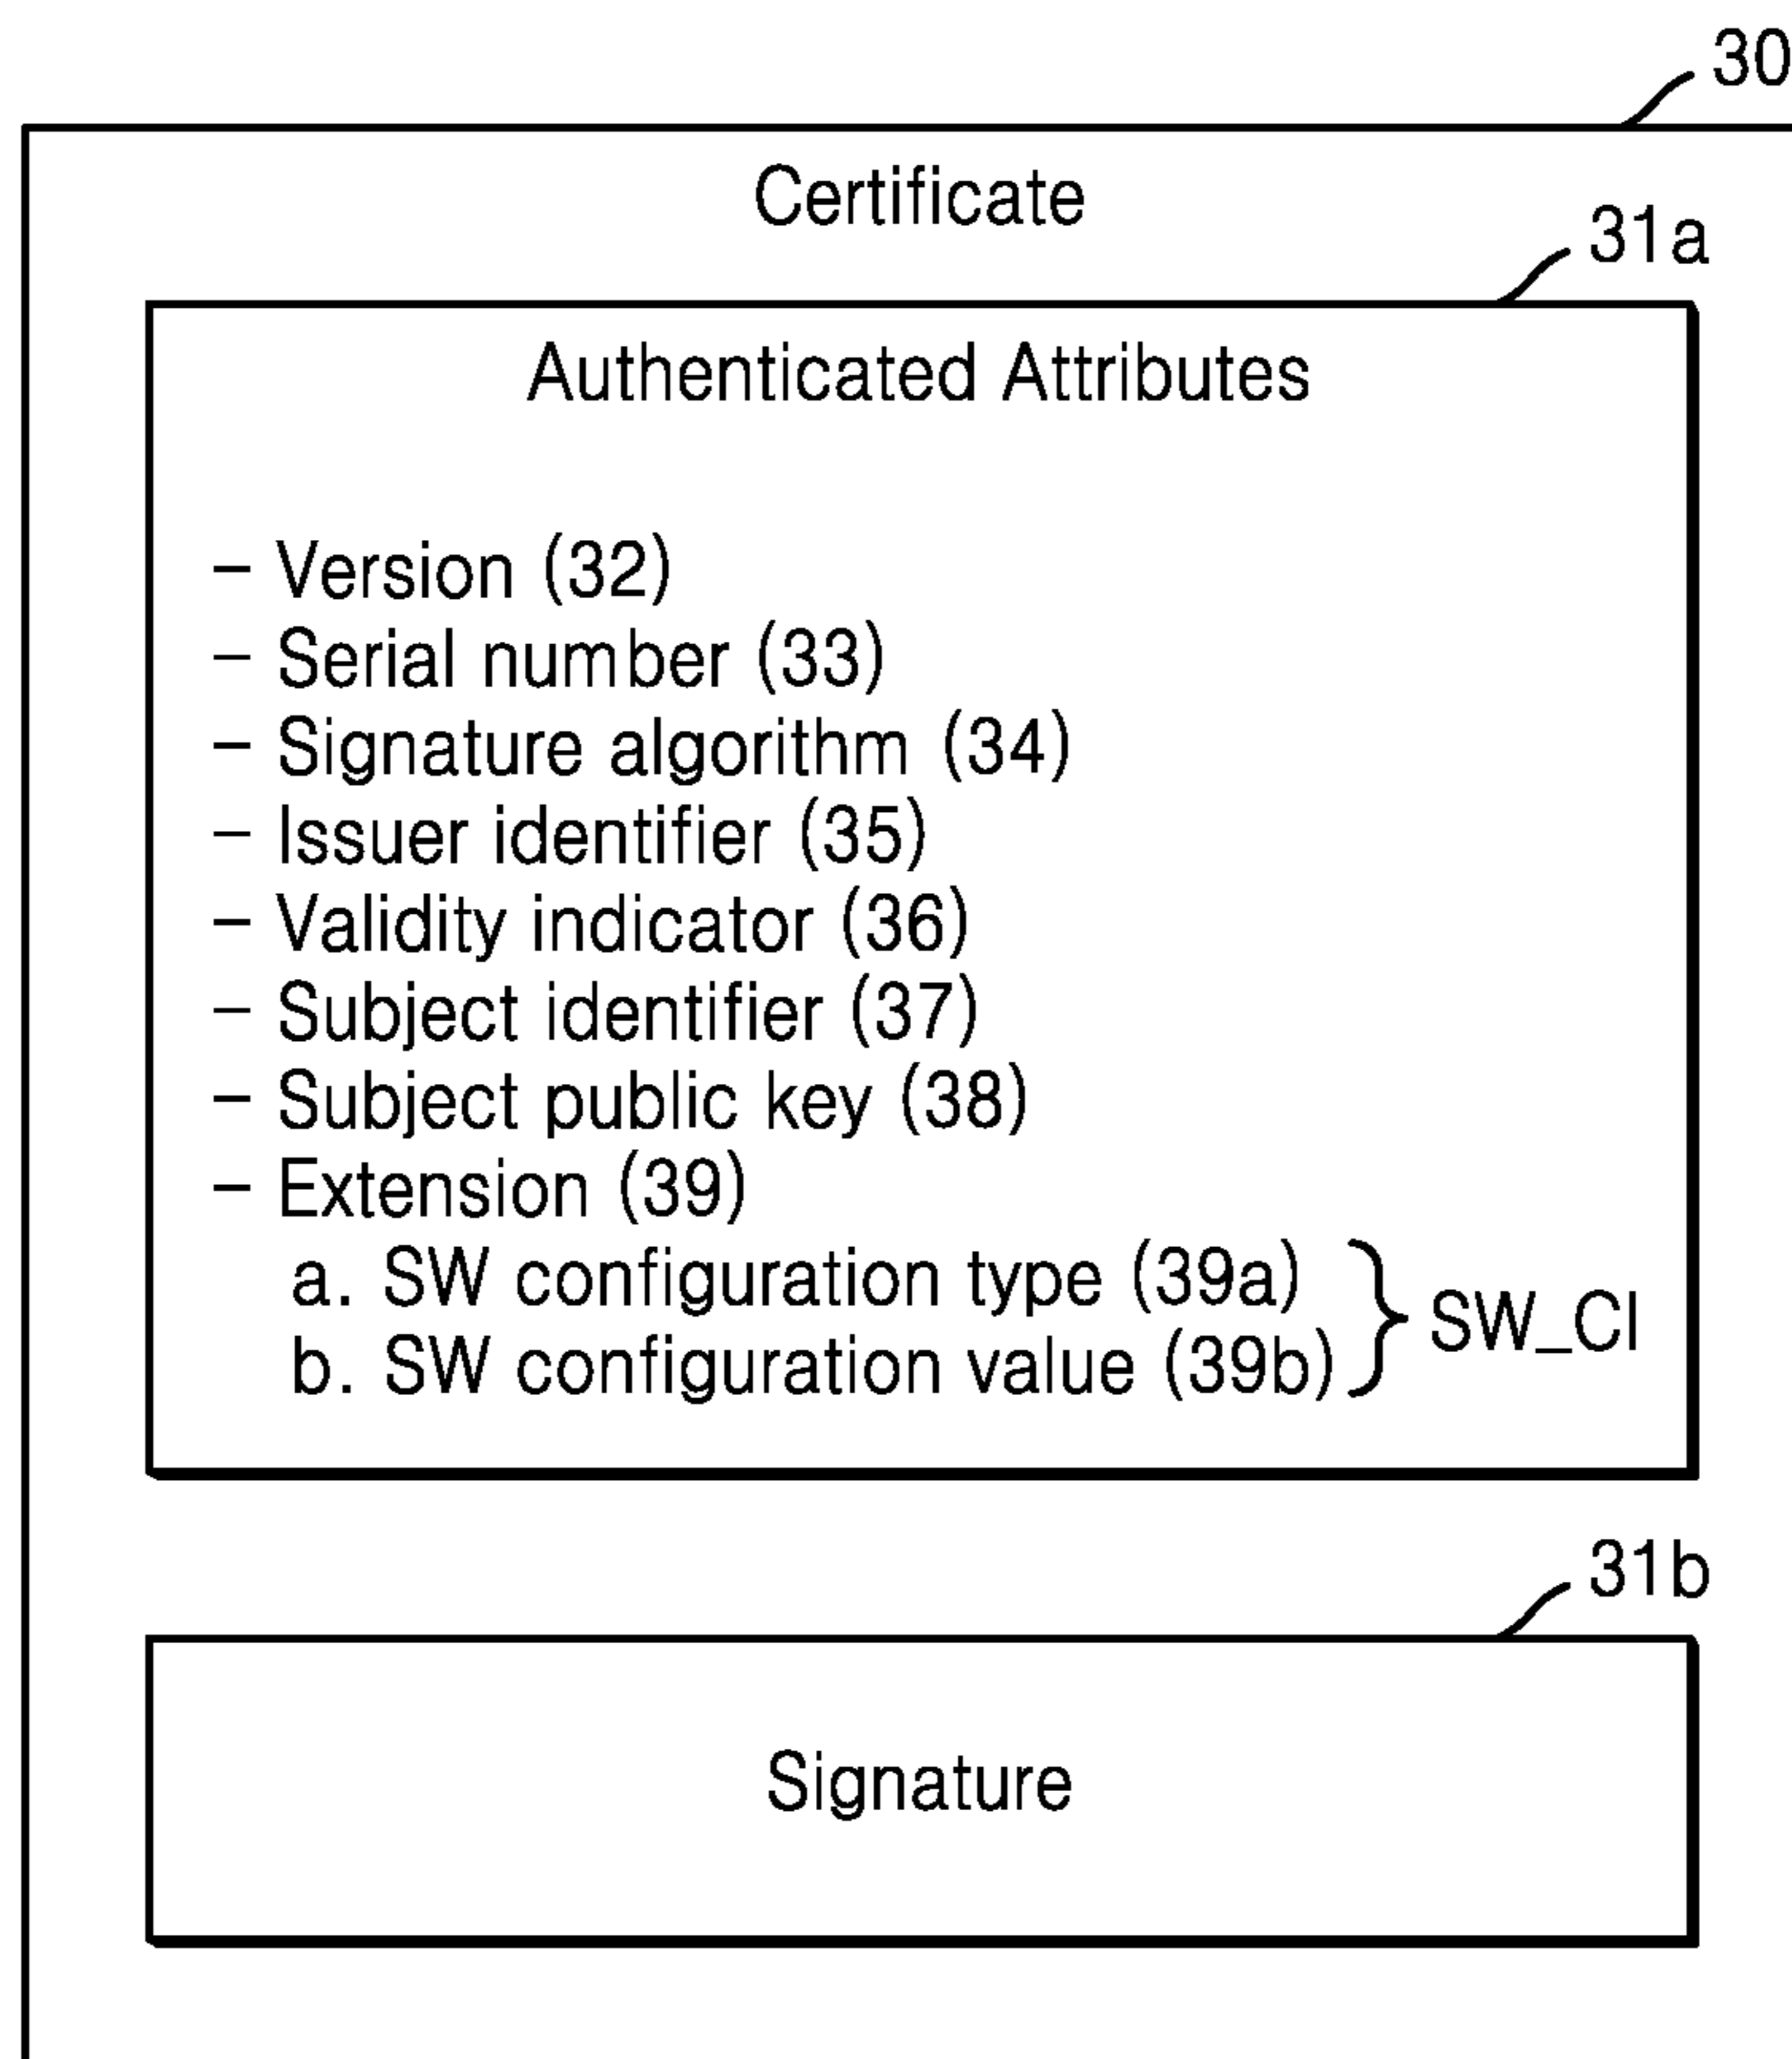 30
Certificate
31a
Authenticated Attributes
– Version (32)
– Serial number (33)
– Signature algorithm (34)
– Issuer identifier (35)
– Validity indicator (36)
– Subject identifier (37)
– Subject public key (38)
– Extension (39)
a. SW configuration type (39a)
b. SW configuration value (39b)
SW_CI
31b
Signature